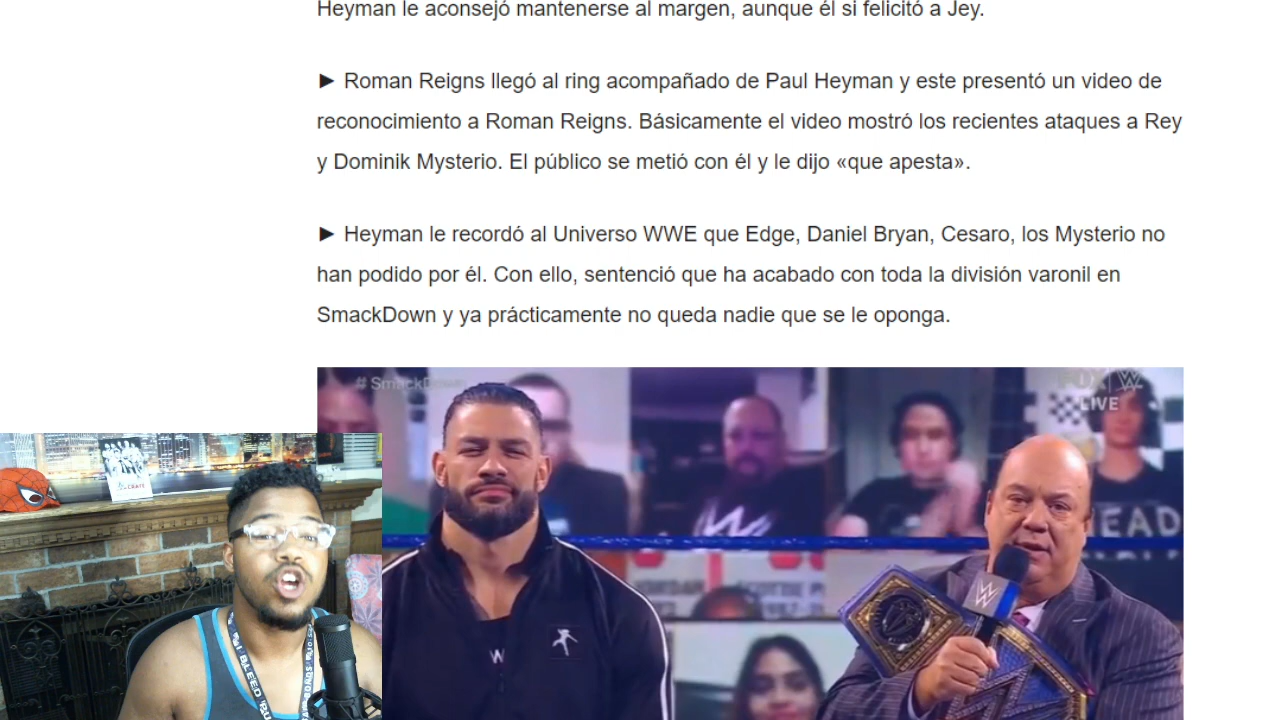 Heyman le aconsejó mantenerse al margen, aunque él si felicitó a Jey.
► Roman Reigns llegó al ring acompañado de Paul Heyman y este presentó un video de
reconocimiento a Roman Reigns. Básicamente el video mostró los recientes ataques a Rey
y Dominik Mysterio. El público se metió con él y le dijo «que apesta».
► Heyman le recordó al Universo WWE que Edge, Daniel Bryan, Cesaro, los Mysterio no
han podido por él. Con ello, sentenció que ha acabado con toda la división varonil en
SmackDown y ya prácticamente no queda nadie que se le oponga.
# SmackDown
FOX W
LIVE
W
I BLEED